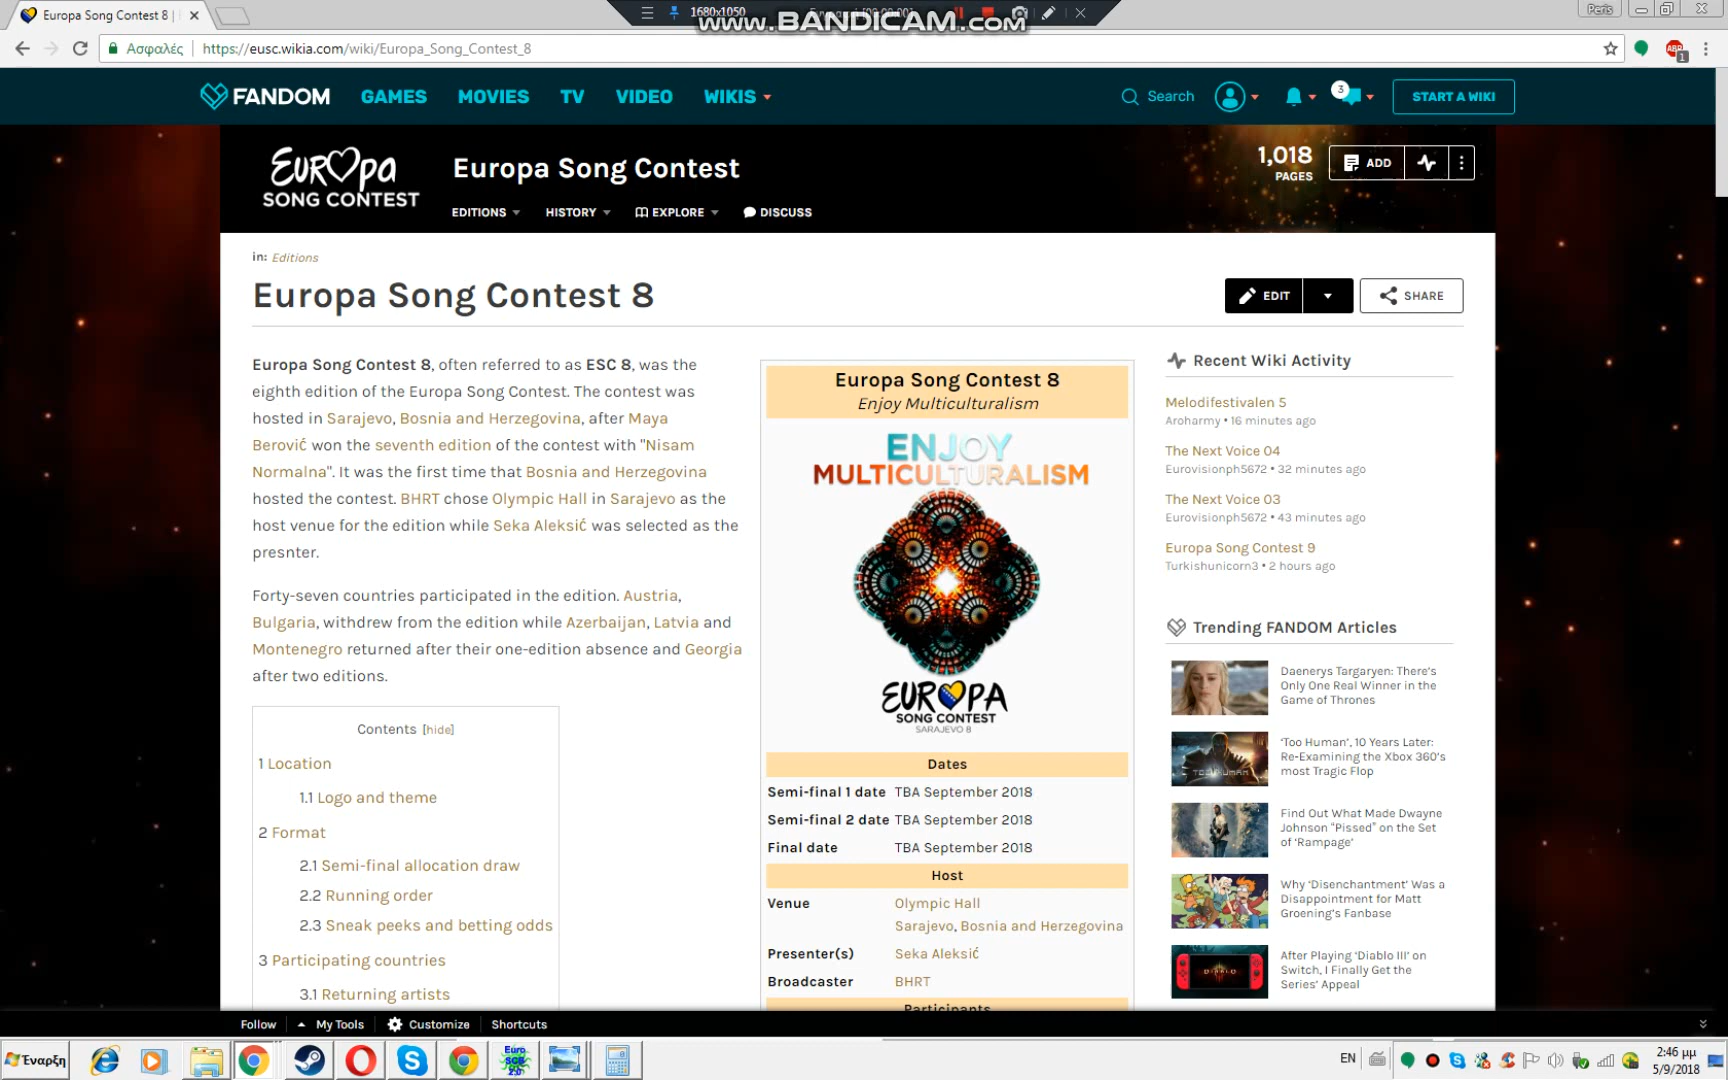 Europa Song Contest 8 |
1680x1050
www.BANDICAM.com
Peris
Ασφαλές
https://eusc.wikia.com/wiki/Europa_Song_Contest_8
ABP
1
FANDOM
GAMES
MOVIES
TV
VIDEO
WIKIS
Search
3
START A WIKI
EUROPA
SONG CONTEST
Europa Song Contest
1,018
PAGES
ADD
EDITIONS
HISTORY
EXPLORE
DISCUSS
in: Editions
Europa Song Contest 8
EDIT
SHARE
Europa Song Contest 8, often referred to as ESC 8, was the
eighth edition of the Europa Song Contest. The contest was
hosted in Sarajevo, Bosnia and Herzegovina, after Maya
Berović won the seventh edition of the contest with "Nisam
Normalna". It was the first time that Bosnia and Herzegovina
hosted the contest. BHRT chose Olympic Hall in Sarajevo as the
host venue for the edition while Seka Aleksić was selected as the
presnter.
Forty-seven countries participated in the edition. Austria,
Bulgaria, withdrew from the edition while Azerbaijan, Latvia and
Montenegro returned after their one-edition absence and Georgia
after two editions.
Contents [hide]
1 Location
1.1 Logo and theme
2 Format
2.1 Semi-final allocation draw
2.2 Running order
2.3 Sneak peeks and betting odds
3 Participating countries
3.1 Returning artists
Europa Song Contest 8
Enjoy Multiculturalism
ENJOY
MULTICULTURALISM
EUROPA
SONG CONTEST
SARAJEVO 8
Dates
Semi-final 1 date TBA September 2018
Semi-final 2 date TBA September 2018
Final date TBA September 2018
Host
Venue Olympic Hall
Sarajevo, Bosnia and Herzegovina
Presenter(s) Seka Aleksić
Broadcaster BHRT
Participants
Recent Wiki Activity
Melodifestivalen 5
Aroharmy • 16 minutes ago
The Next Voice 04
Eurovisionph5672 • 32 minutes ago
The Next Voice 03
Eurovisionph5672 • 43 minutes ago
Europa Song Contest 9
Turkishunicorn3 • 2 hours ago
Trending FANDOM Articles
Daenerys Targaryen: There's
Only One Real Winner in the
Game of Thrones
'Too Human', 10 Years Later:
Re-Examining the Xbox 360's
most Tragic Flop
TOO HUMAN
Find Out What Made Dwayne
Johnson "Pissed" on the Set
of 'Rampage'
Why 'Disenchantment' Was a
Disappointment for Matt
Groening's Fanbase
After Playing 'Diablo III' on
Switch, I Finally Get the
Series' Appeal
DIABLO
Follow
My Tools
Customize
Shortcuts
Έναρξη
Euro
SCB
2.0
EN
2:46 μμ
5/9/2018